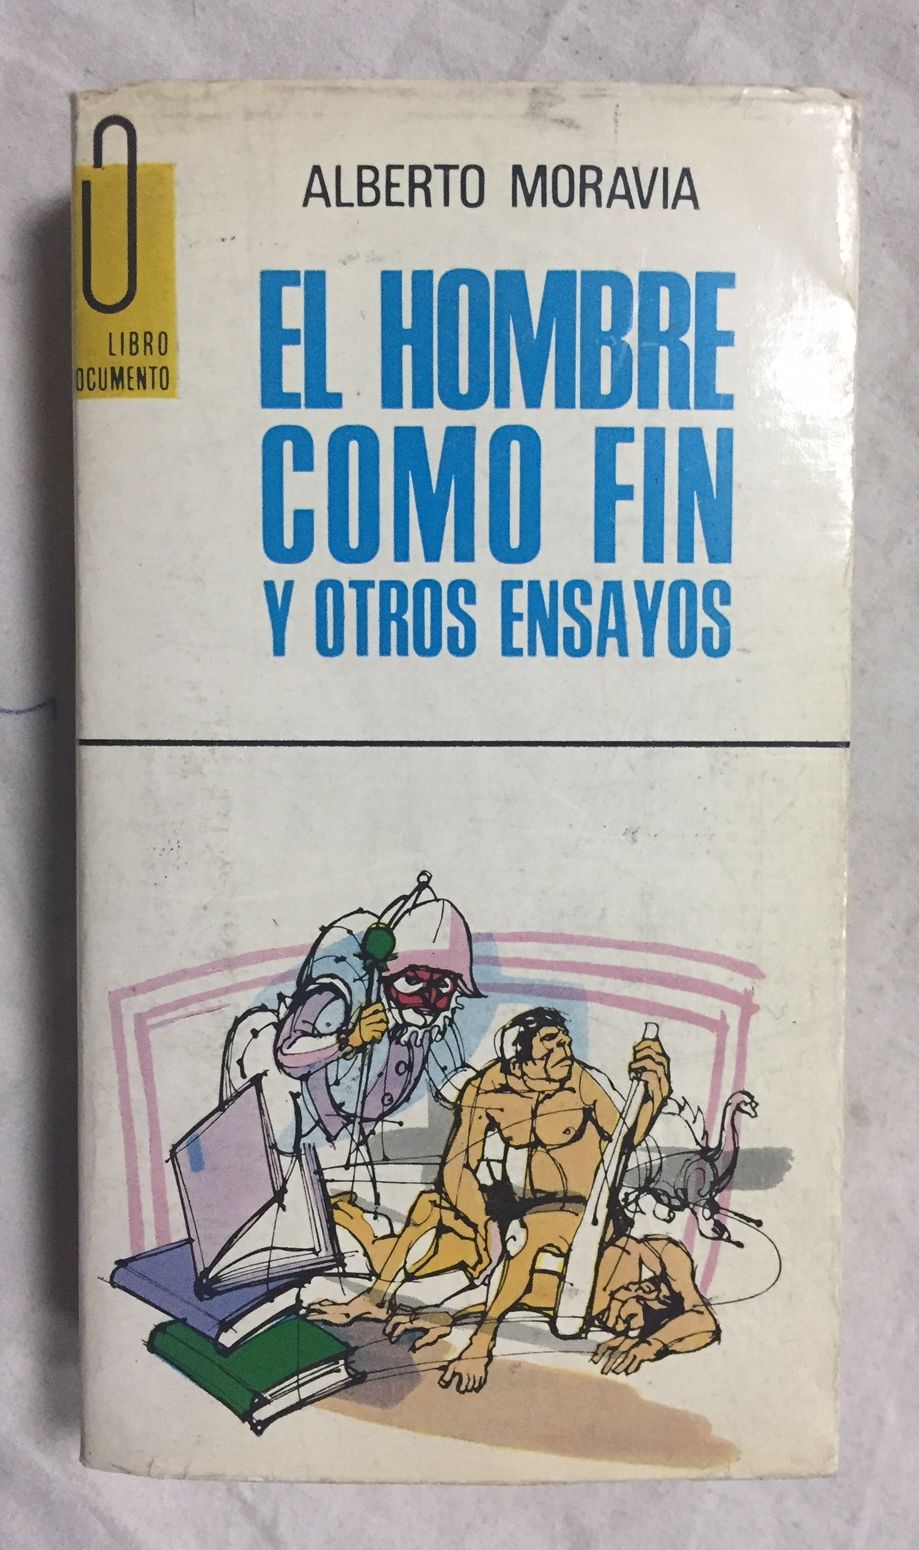 ALBERTO MORAVIA
EL HOMBRE
COMO FIN
Y OTROS ENSAYOS
LIBRO
OCUMENTO